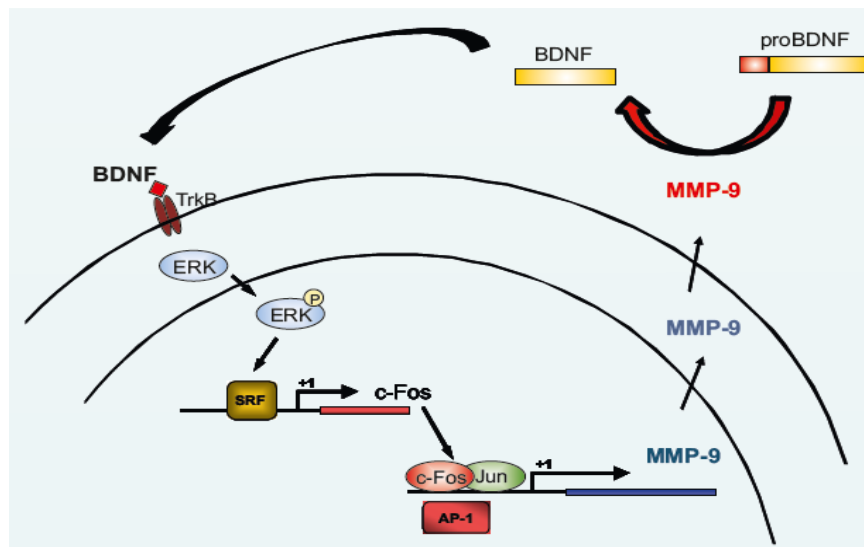 BDNF
proBDNF
MMP-9
BDNF
TrkB
ERK
P
ERK
MMP-9
SRF
+1
c-Fos
MMP-9
c-Fos
Jun
+1
AP-1